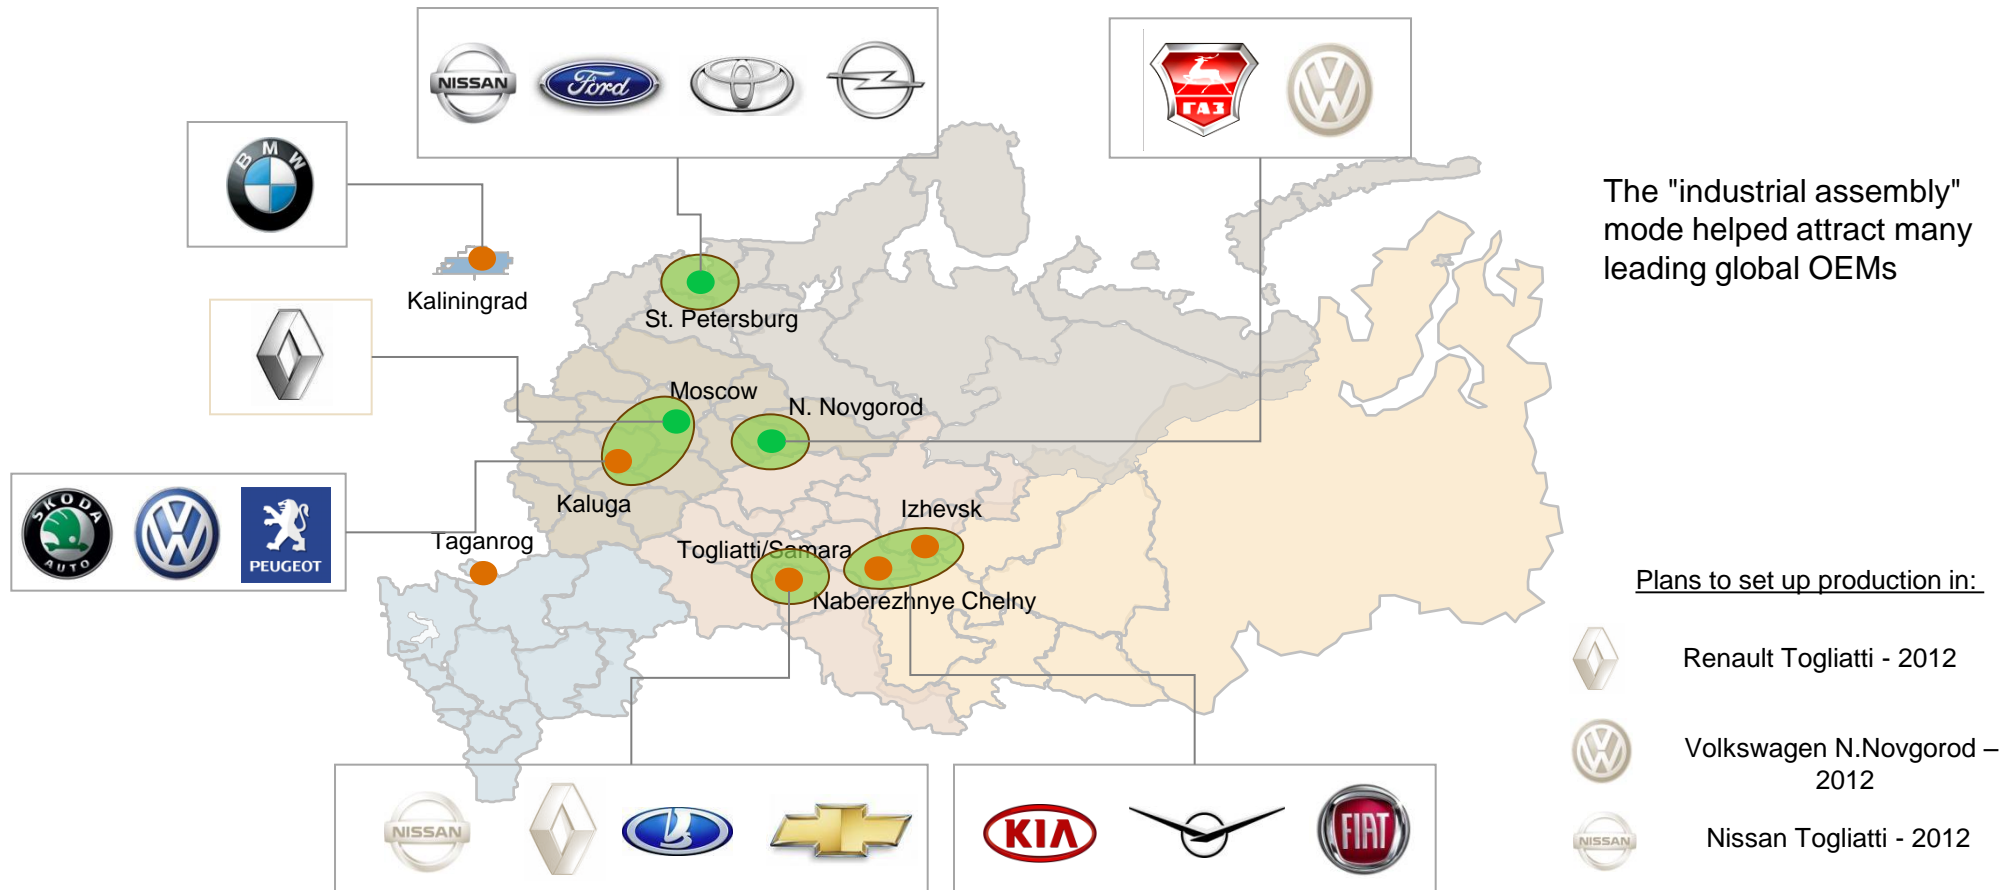 NISSAN
Ford
ГАЗ
BMW
The "industrial assembly"
mode helped attract many
leading global OEMs
Kaliningrad
St. Petersburg
Moscow
N. Novgorod
SKODA
AUTO
PEUGEOT
Kaluga
Taganrog
Izhevsk
Togliatti/Samara
Naberezhnye Chelny
Plans to set up production in:
Renault Togliatti - 2012
Volkswagen N.Novgorod –
2012
NISSAN
Nissan Togliatti - 2012
NISSAN
KIA
FIAT